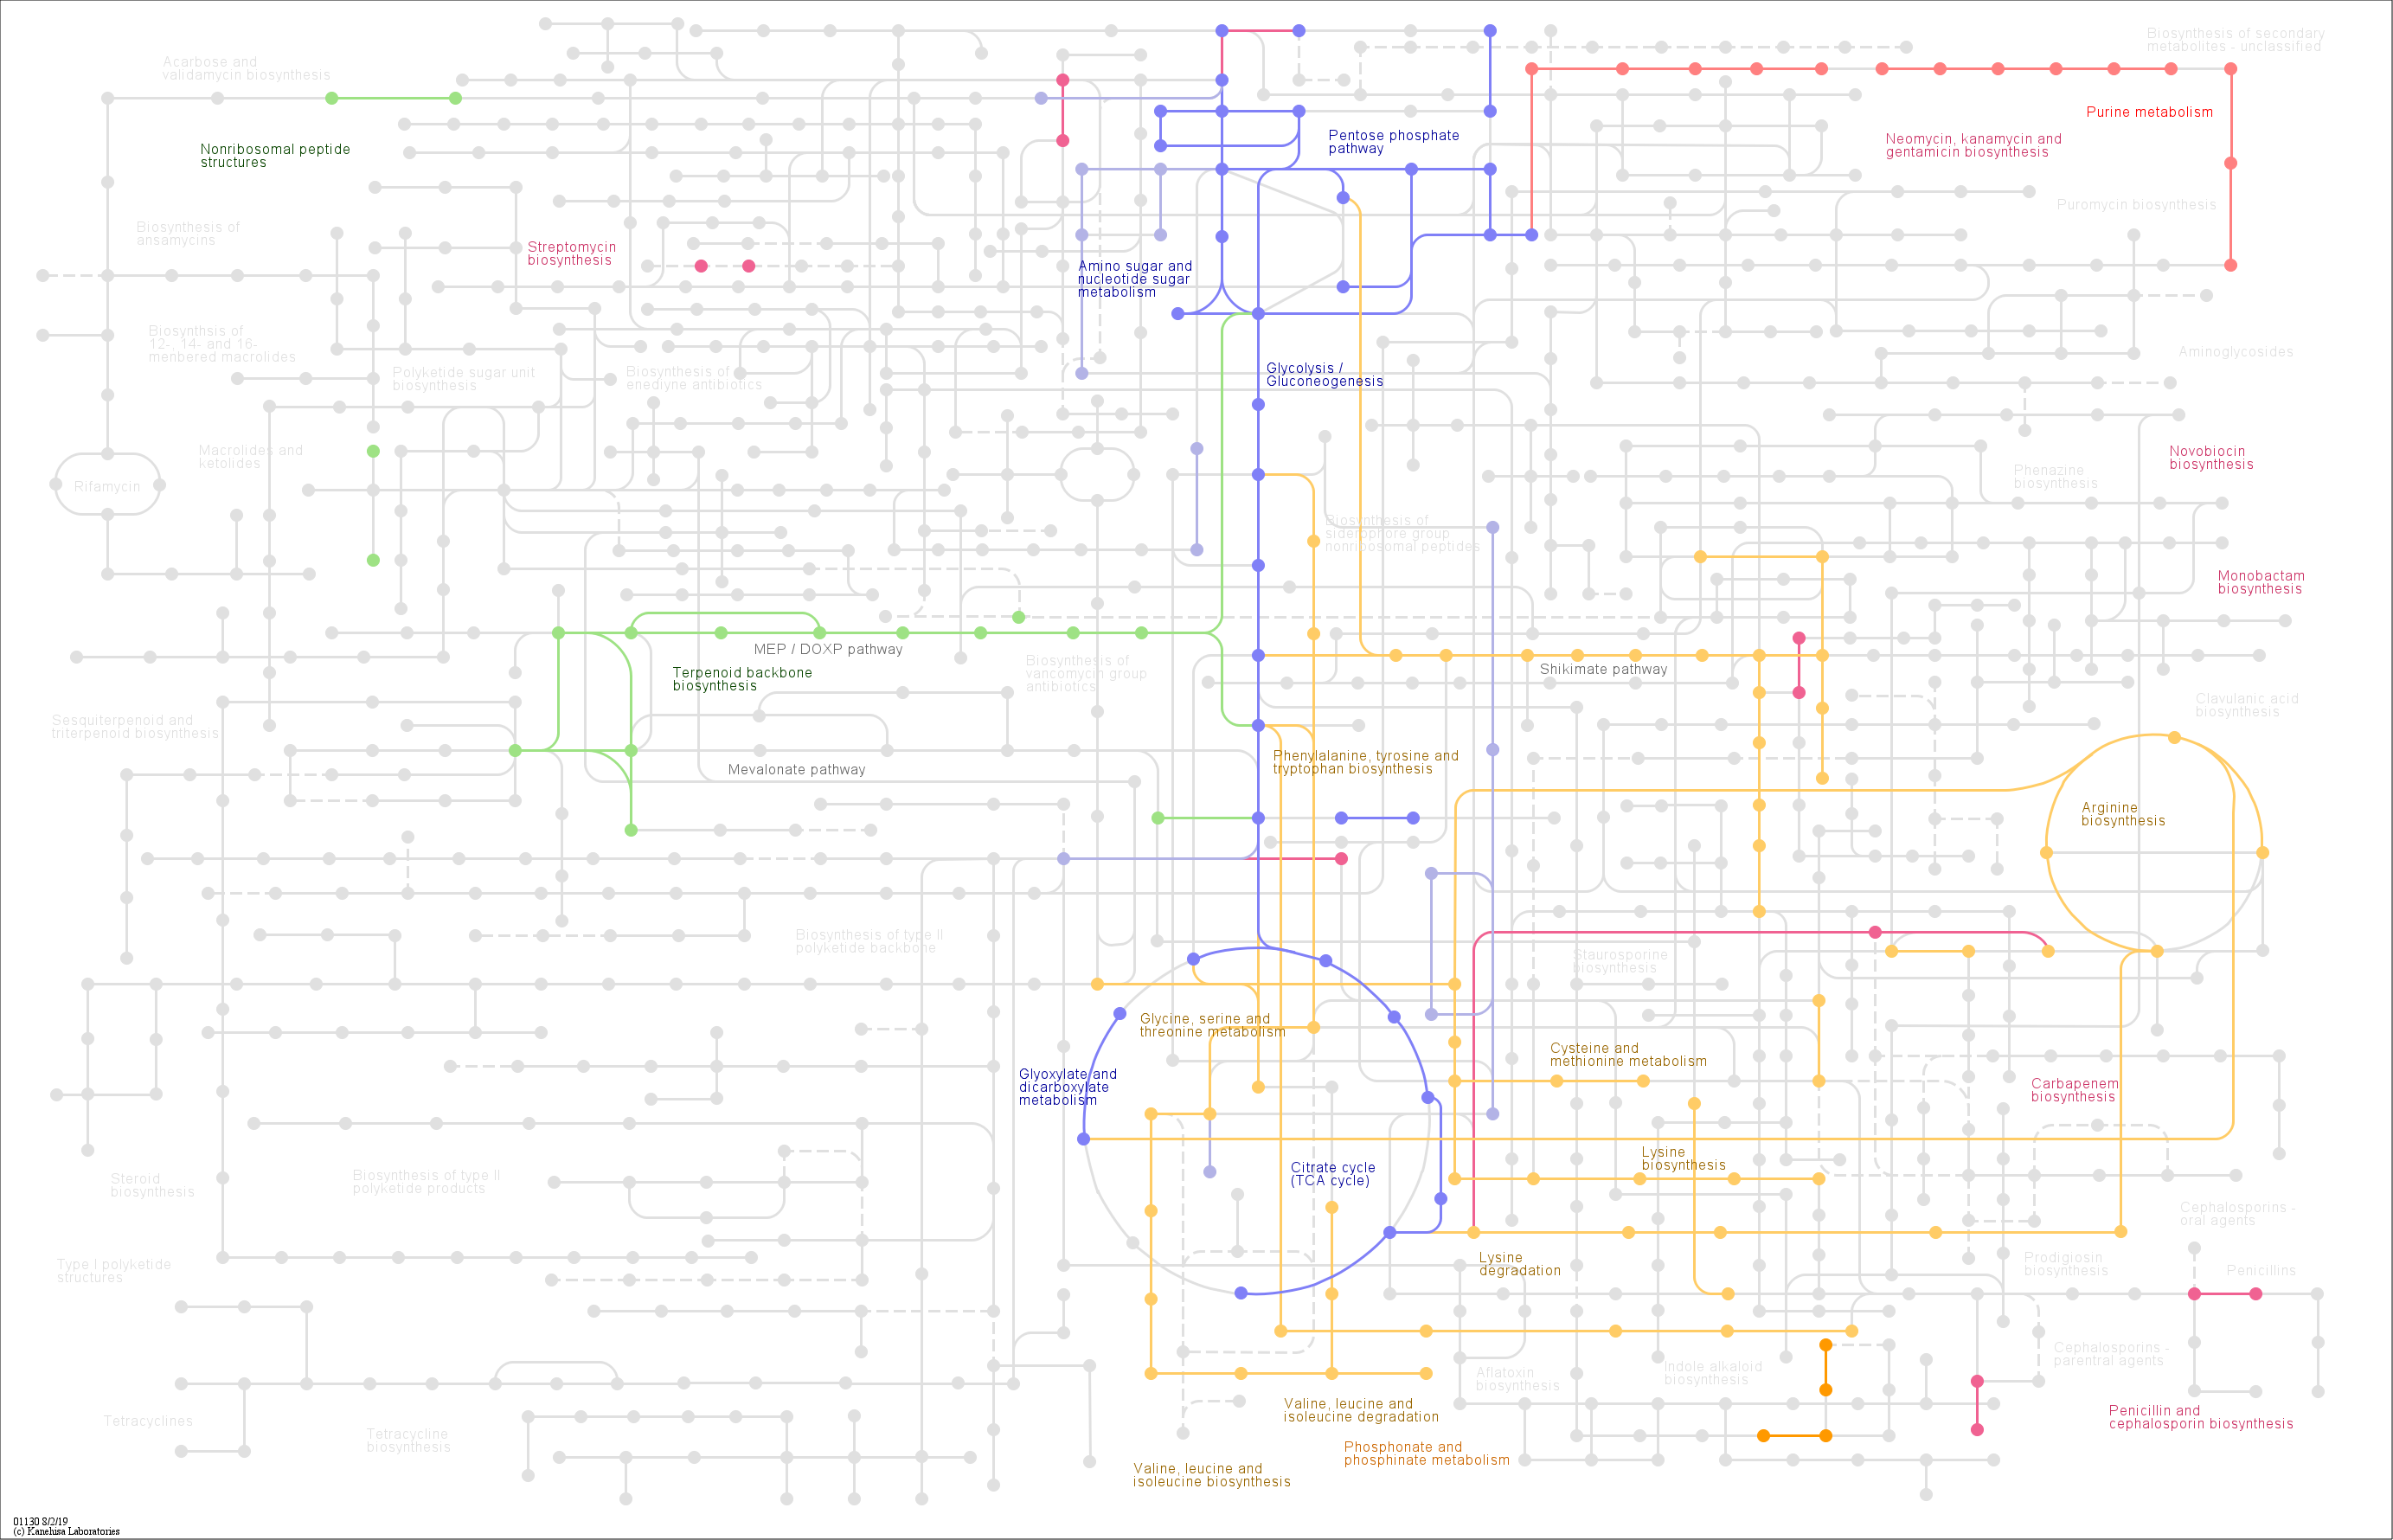 Biosynthesis of secondary
metabolites - unclassified
Acarbose and
validamycin biosynthesis
Purine metabolism
Pentose phosphate
pathway
Neomycin, kanamycin and
gentamicin biosynthesis
Nonribosomal peptide
structures
Puromycin biosynthesis
Biosynthesis of
ansamycins
Streptomycin
biosynthesis
Amino sugar and
nucleotide sugar
metabolism
Biosynthsis of
12-, 14- and 16-
menbered macrolides
Aminoglycosides
Polyketide sugar unit
biosynthesis
Biosynthesis of
enediyne antibiotics
Glycolysis /
Gluconeogenesis
Macrolides and
ketolides
Novobiocin
biosynthesis
Phenazine
biosynthesis
Rifamycin
Biosynthesis of
siderophore group
nonribosomal peptides
Monobactam
biosynthesis
MEP / DOXP pathway
Terpenoid backbone
biosynthesis
Biosynthesis of
vancomycin group
antibiotics
Shikimate pathway
Clavulanic acid
biosynthesis
Sesquiterpenoid and
triterpenoid biosynthesis
Mevalonate pathway
Phenylalanine, tyrosine and
tryptophan biosynthesis
Arginine
biosynthesis
Biosynthesis of type II
polyketide backbone
Staurosporine
biosynthesis
Glycine, serine and
threonine metabolism
Cysteine and
methionine metabolism
Glyoxylate and
dicarboxylate
metabolism
Carbapenem
biosynthesis
Steroid
biosynthesis
Biosynthesis of type II
polyketide products
Citrate cycle
(TCA cycle)
Lysine
biosynthesis
Cephalosporins -
oral agents
Type I polyketide
structures
Lysine
degradation
Prodigiosin
biosynthesis
Penicillins
Cephalosporins -
parentral agents
Aflatoxin
biosynthesis
Indole alkaloid
biosynthesis
Tetracyclines
Tetracycline
biosynthesis
Valine, leucine and
isoleucine degradation
Penicillin and
cephalosporin biosynthesis
Phosphonate and
phosphinate metabolism
Valine, leucine and
isoleucine biosynthesis
01130 8/2/19
(c) Kanehisa Laboratories